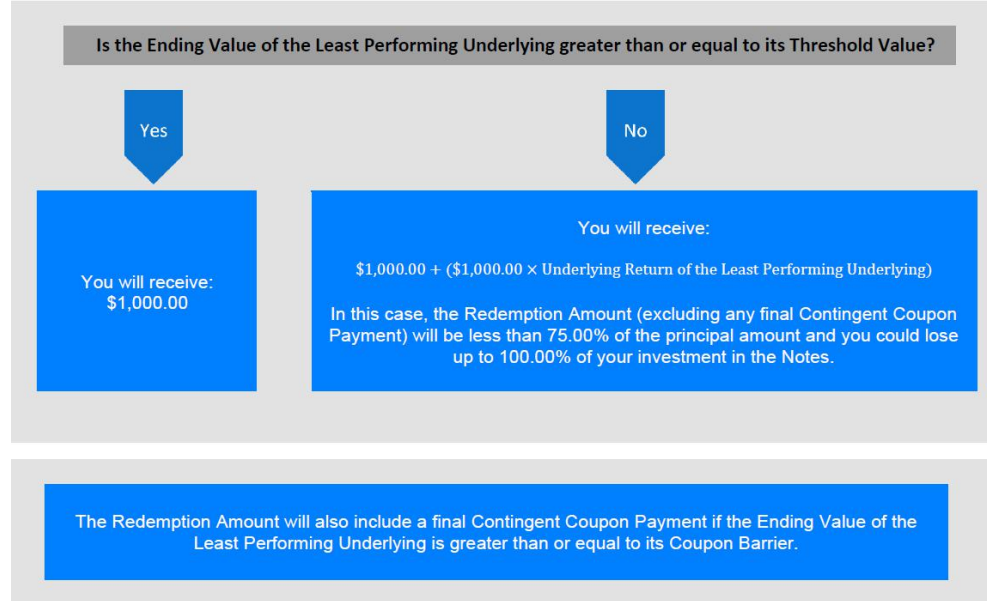 Is the Ending Value of the Least Performing Underlying greater than or equal to its Threshold Value?
Yes
No
You will receive:
$1,000.00
You will receive:
$1,000.00 + ($1,000.00 × Underlying Return of the Least Performing Underlying)
In this case, the Redemption Amount (excluding any final Contingent Coupon
Payment) will be less than 75.00% of the principal amount and you could lose
up to 100.00% of your investment in the Notes.
The Redemption Amount will also include a final Contingent Coupon Payment if the Ending Value of the
Least Performing Underlying is greater than or equal to its Coupon Barrier.